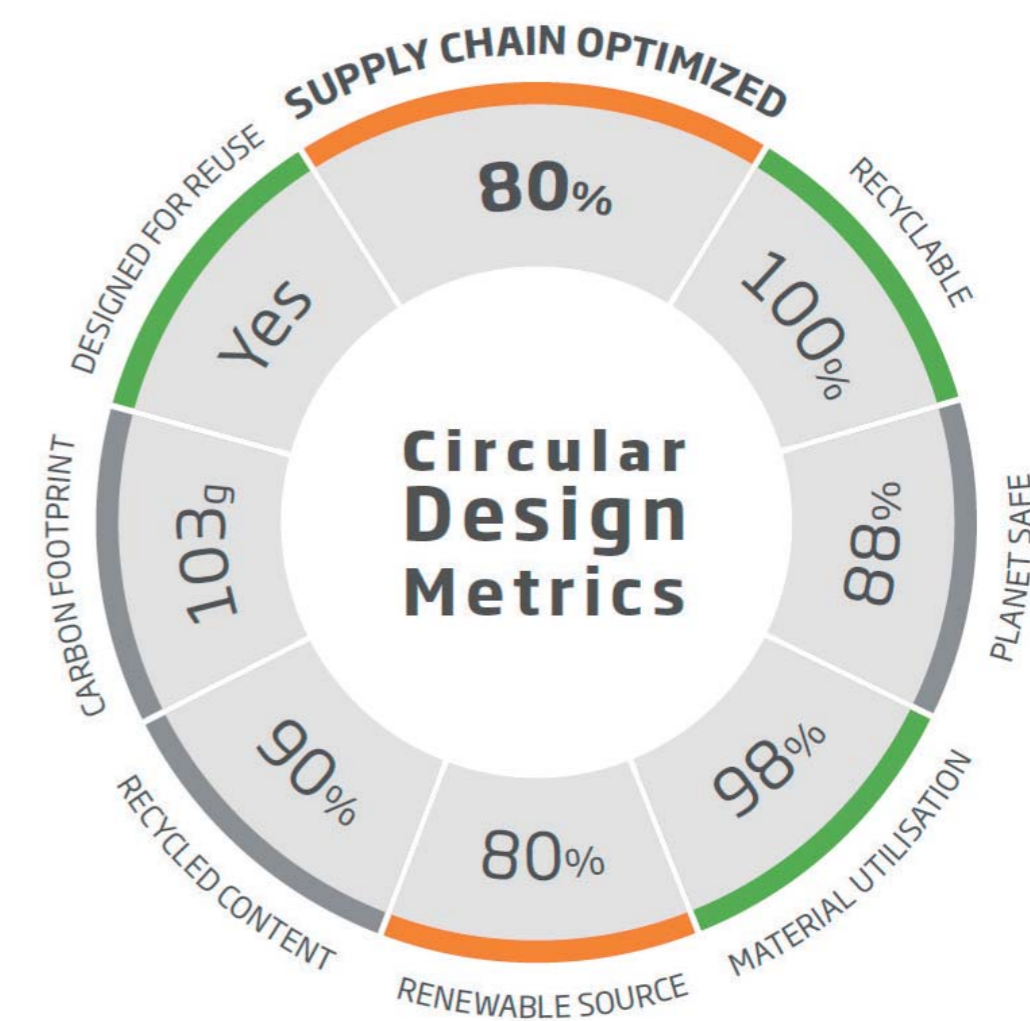 SUPPLY CHAIN OPTIMIZED
80%
RECYCLABLE
100%
PLANET SAFE
88%
MATERIAL UTILISATION
98%
RENEWABLE SOURCE
80%
RECYCLED CONTENT
90%
CARBON FOOTPRINT
103g
DESIGNED FOR REUSE
Yes
Circular
Design
Metrics